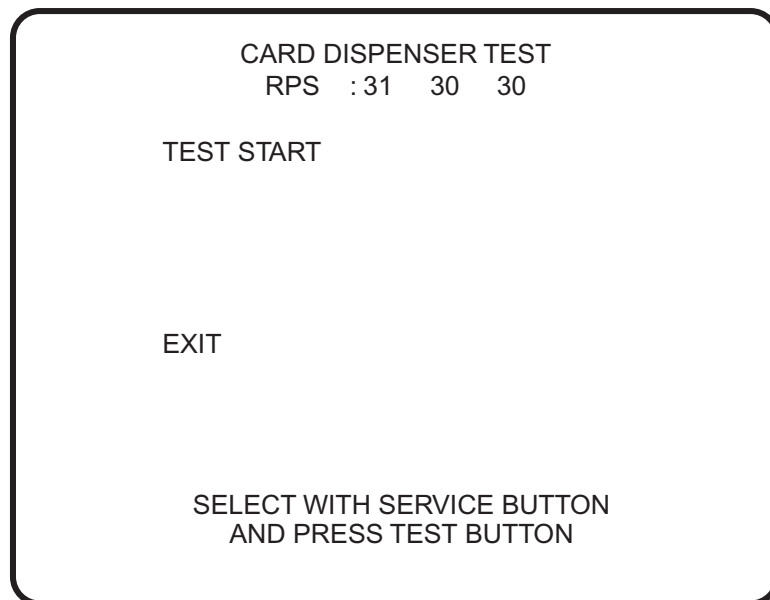 CARD DISPENSER TEST
RPS : 31 30 30
TEST START
EXIT
SELECT WITH SERVICE BUTTON
AND PRESS TEST BUTTON